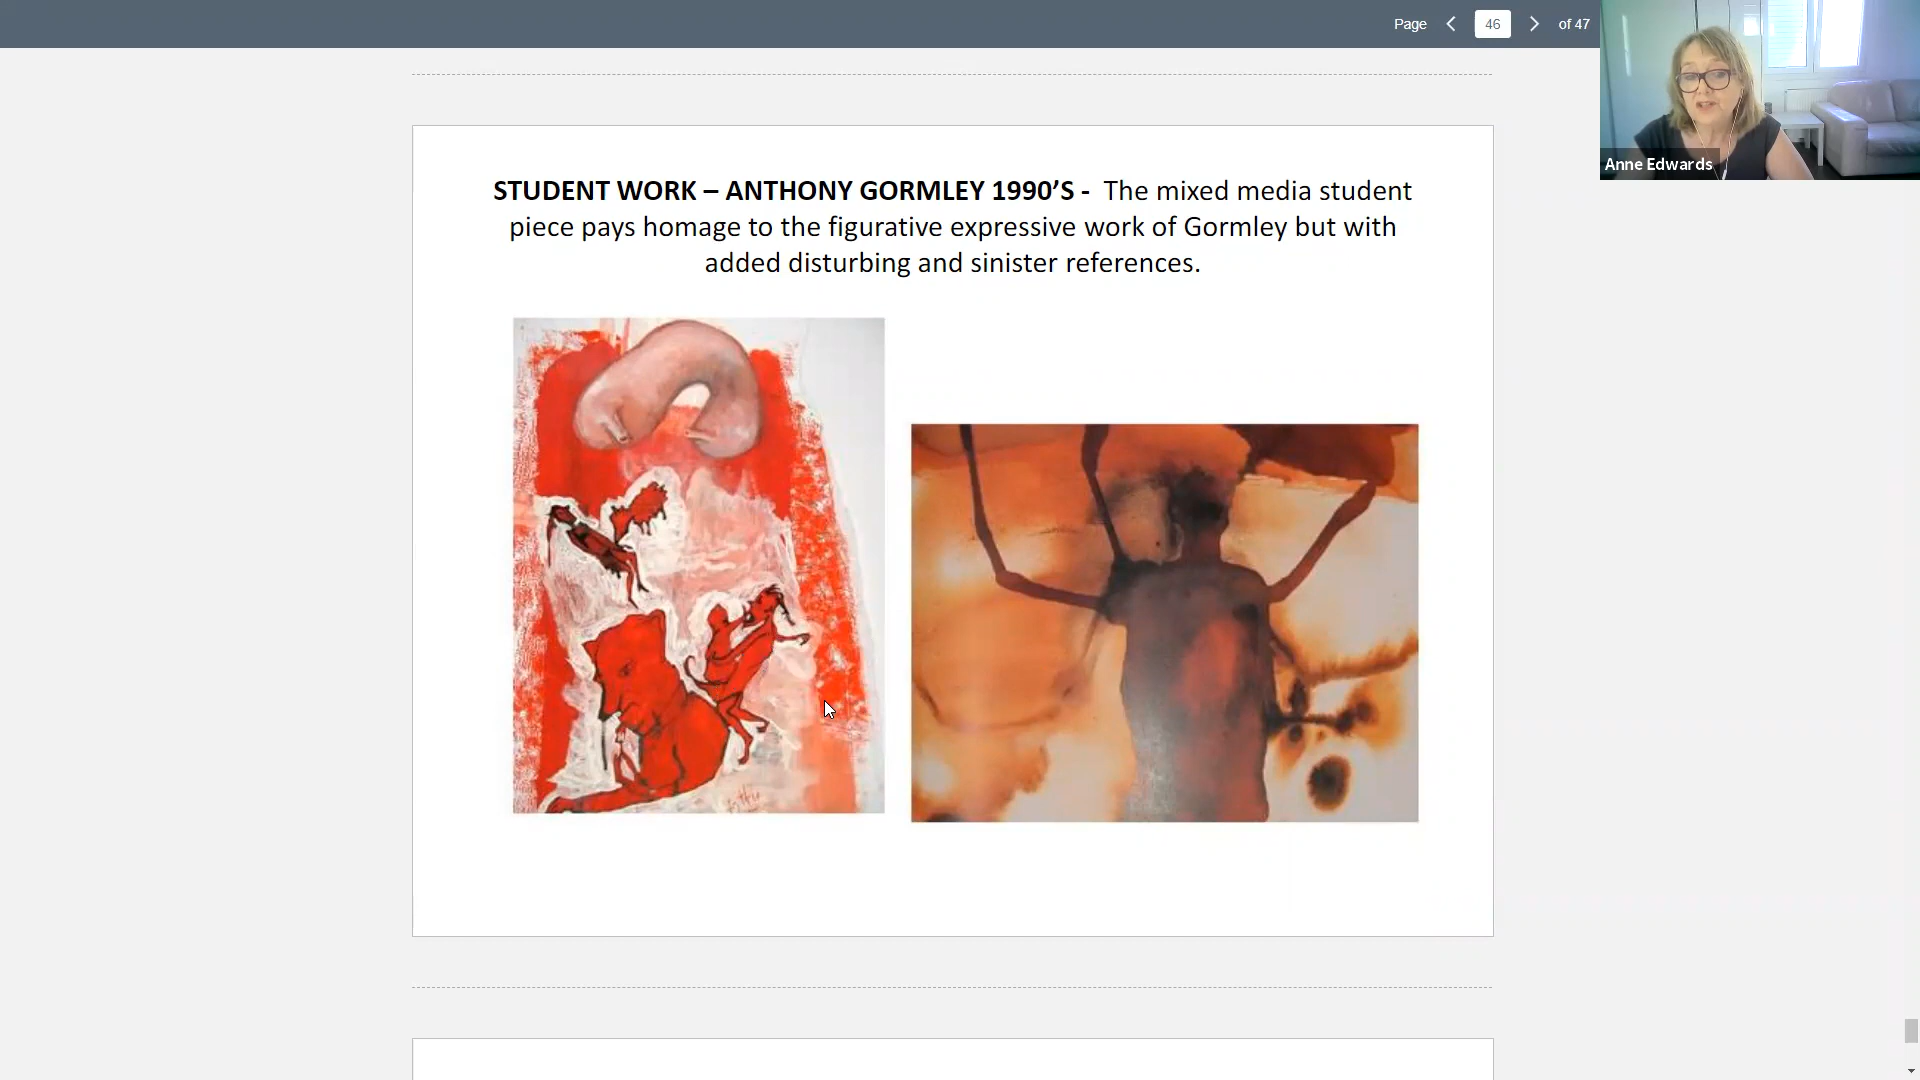 Page 46 of 47
Anne Edwards
STUDENT WORK – ANTHONY GORMLEY 1990’S - The mixed media student
piece pays homage to the figurative expressive work of Gormley but with
added disturbing and sinister references.